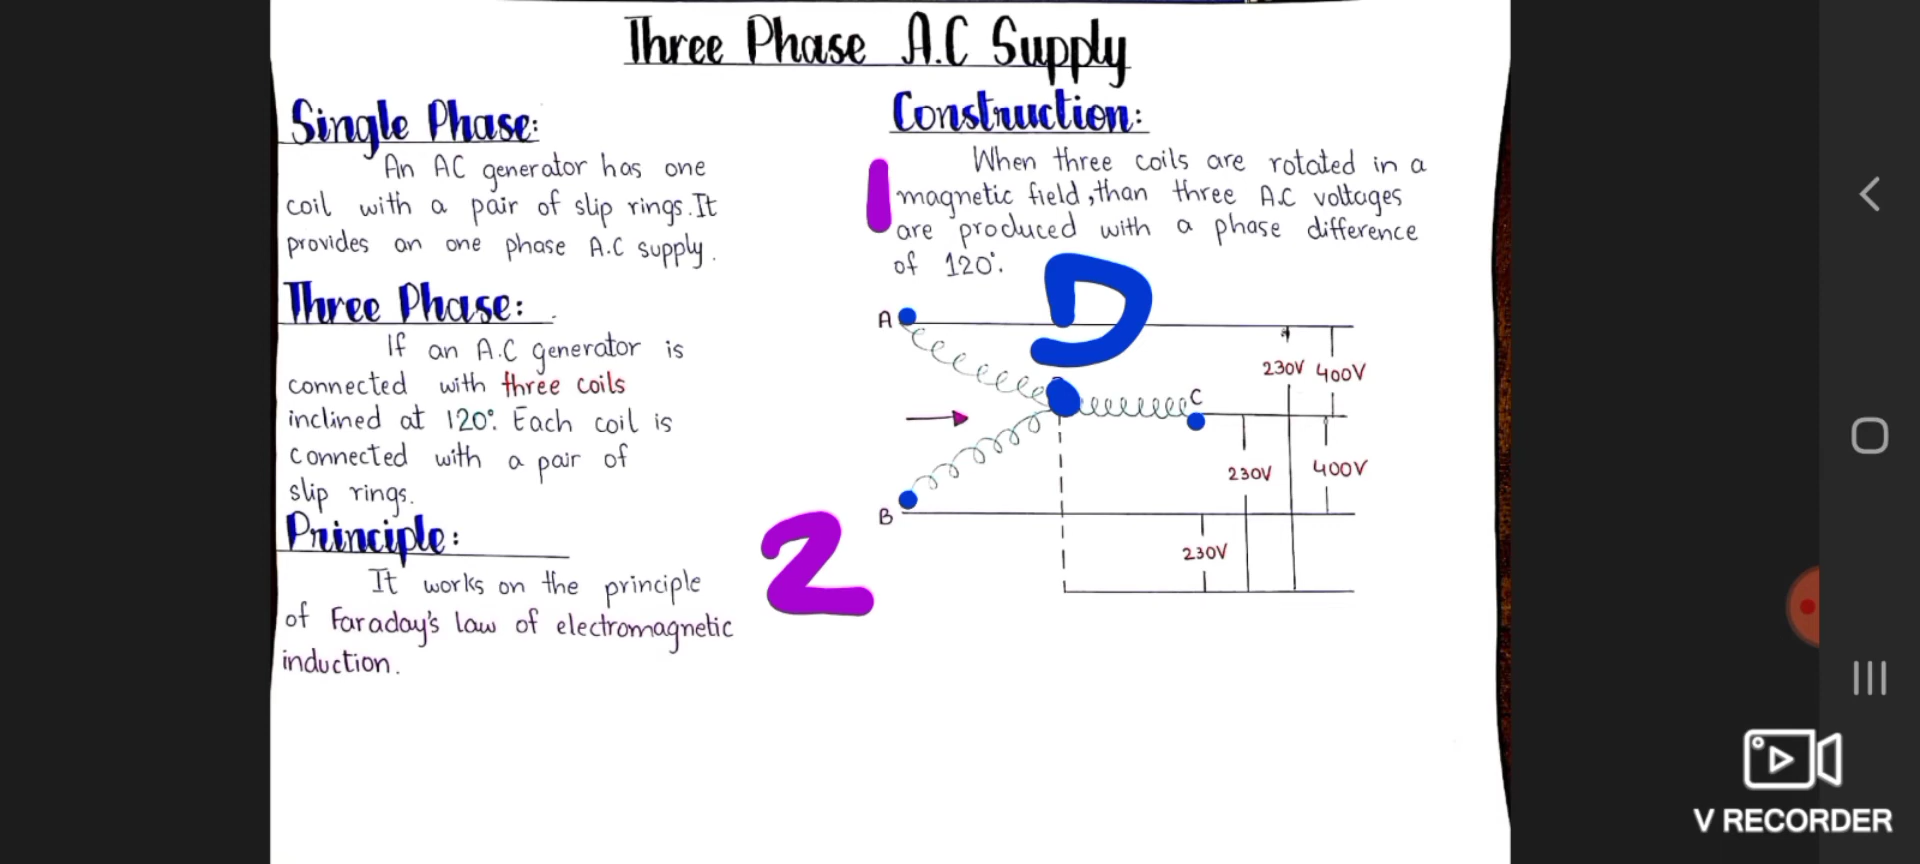 Three Phase A.C Supply
Single Phase:
An AC generator has one
coil with a pair of slip rings. It
provides an one phase A.C supply.
Three Phase:
If an A.C generator is
connected with three coils
inclined at 120°. Each coil is
connected with a pair of
slip rings.
Principle:
It works on the principle
of Faraday's law of electromagnetic
induction.
Construction:
1
When three coils are rotated in a
magnetic field, than three A.C voltages
are produced with a phase difference
of 120°.
D
A
230V 400V
C
230V 400V
B
2
230V
V RECORDER